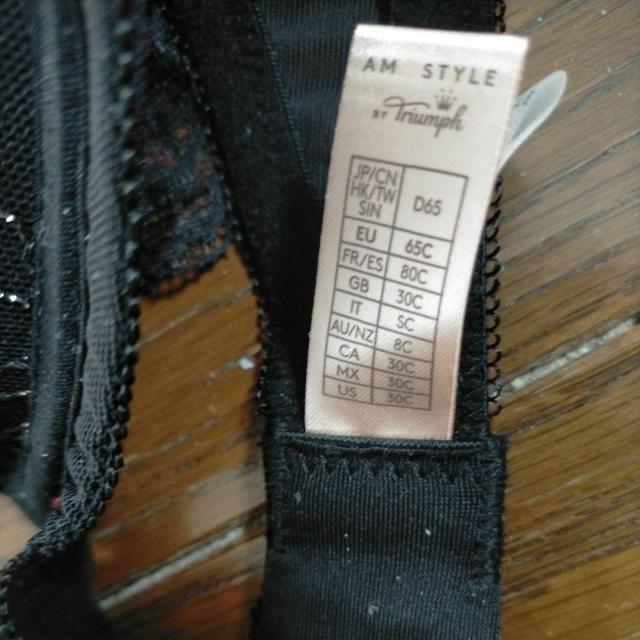 AM STYLE
BY Triumph
JP/CN
HK/TW
SIN
D65
EU 65C
FR/ES 80C
GB 30C
IT 3C
AU/NZ 8C
CA 30C
MX 30C
US 30C